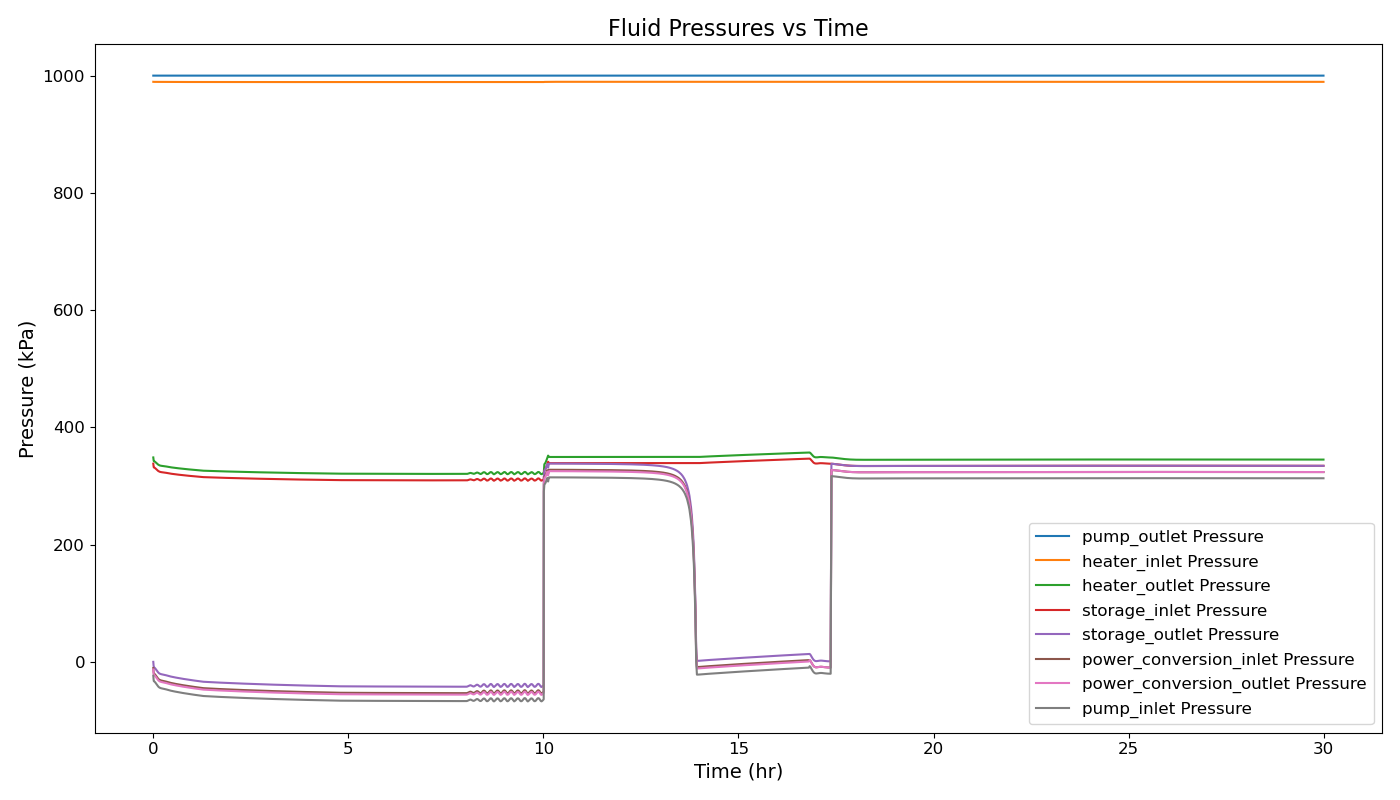 Fluid Pressures vs Time
Pressure (kPa)
1000
800
600
400
200
0
0 5 10 15 20 25 30
Time (hr)
pump_outlet Pressure
heater_inlet Pressure
heater_outlet Pressure
storage_inlet Pressure
storage_outlet Pressure
power_conversion_inlet Pressure
power_conversion_outlet Pressure
pump_inlet Pressure